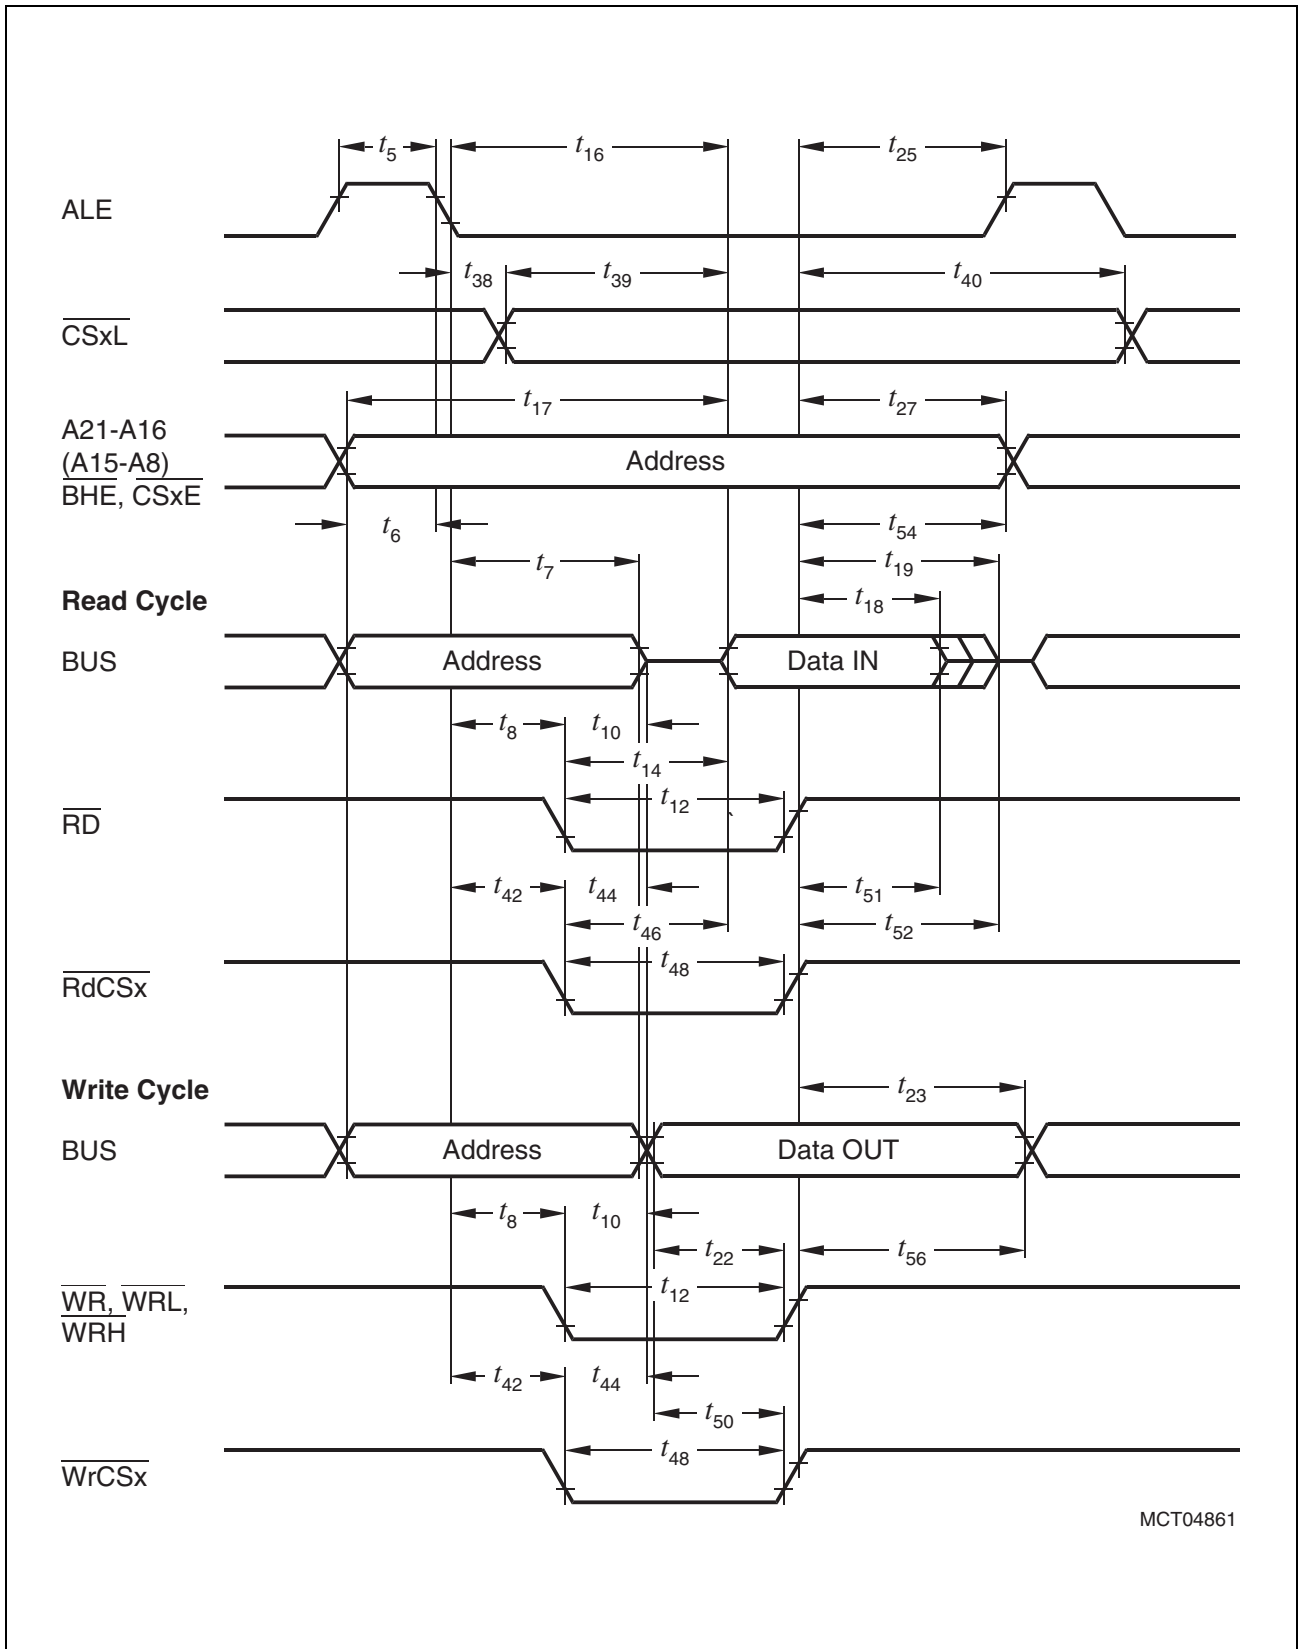 t5 t16 t25
ALE
t38 t39 t40
CSxL
t17 t27
A21-A16
(A15-A8)
BHE, CSxE
Address
t6 t54
t7 t19
Read Cycle
t18
BUS Address Data IN
t8 t10
t14
t12
RD
t42 t44 t51
t46 t52
t48
RdCSx
Write Cycle
t23
BUS Address Data OUT
t8 t10
t22 t56
t12
WR, WRL,
WRH
t42 t44
t50
t48
WrCSx
MCT04861